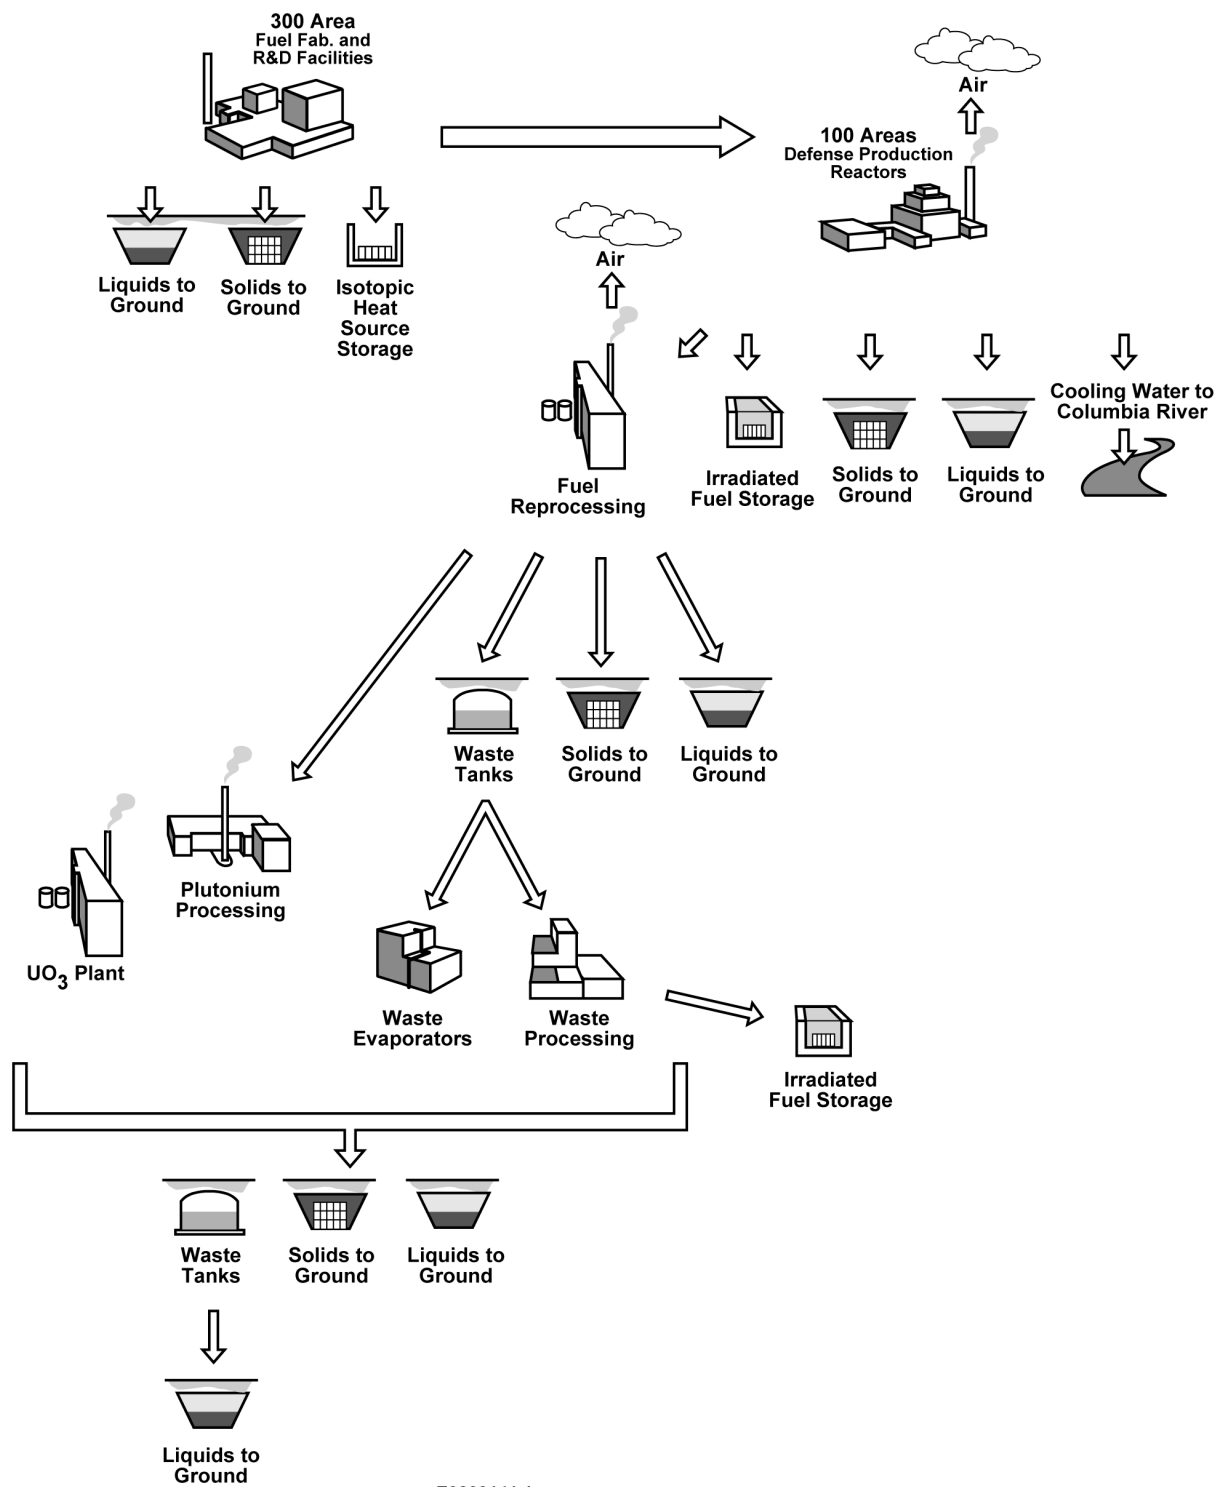 300 Area
Fuel Fab. and
R&D Facilities
Air
100 Areas
Defense Production
Reactors
Liquids to
Ground
Solids to
Ground
Isotopic
Heat
Source
Storage
Air
Fuel
Reprocessing
Irradiated
Fuel Storage
Solids to
Ground
Liquids to
Ground
Cooling Water to
Columbia River
Waste
Tanks
Solids to
Ground
Liquids to
Ground
Plutonium
Processing
UO3 Plant
Waste
Evaporators
Waste
Processing
Irradiated
Fuel Storage
Waste
Tanks
Solids to
Ground
Liquids to
Ground
Liquids to
Ground